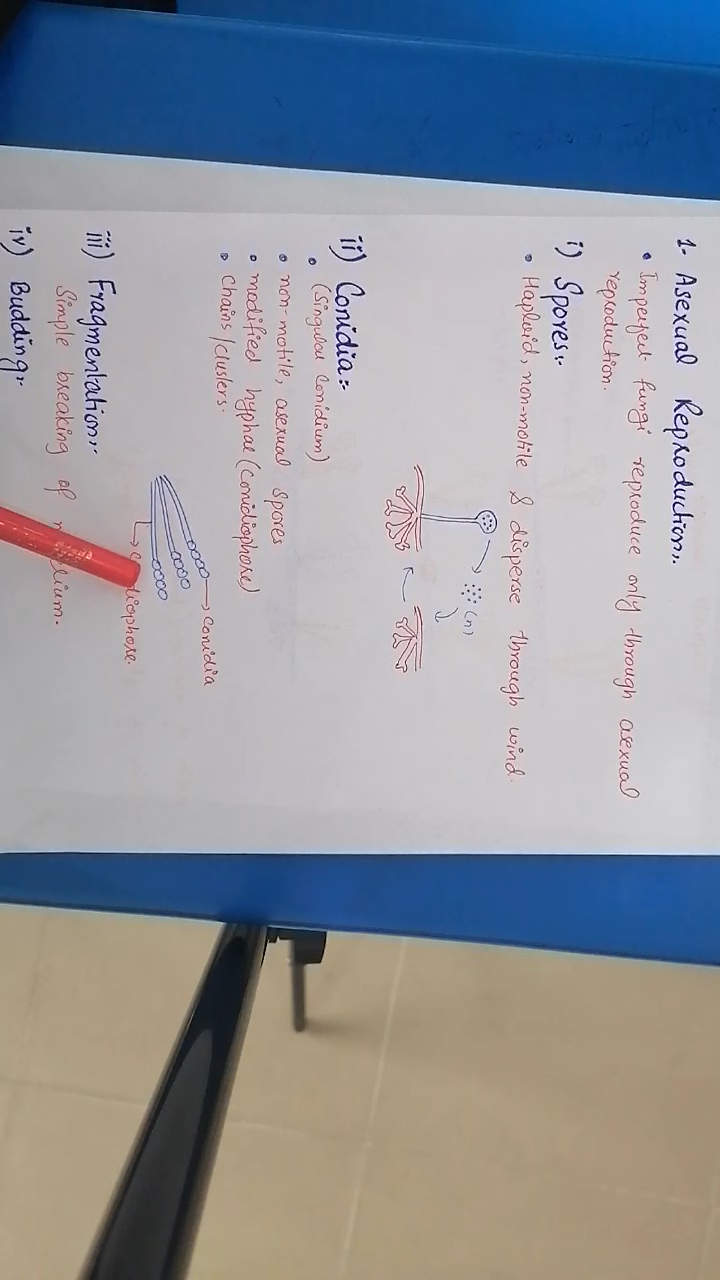 1- Asexual Reproduction:-
• Imperfect fungi reproduce only through asexual
reproduction.
i) Spores:-
• Haploid, non-motile & disperse through wind.
(n)
ii) Conidia:-
• (Singular Conidium)
• non-motile, asexual spores
• modified hyphal (conidiophore)
• chains/clusters.
conidia
iii) Fragmentation:-
Simple breaking of
iv) Budding:-